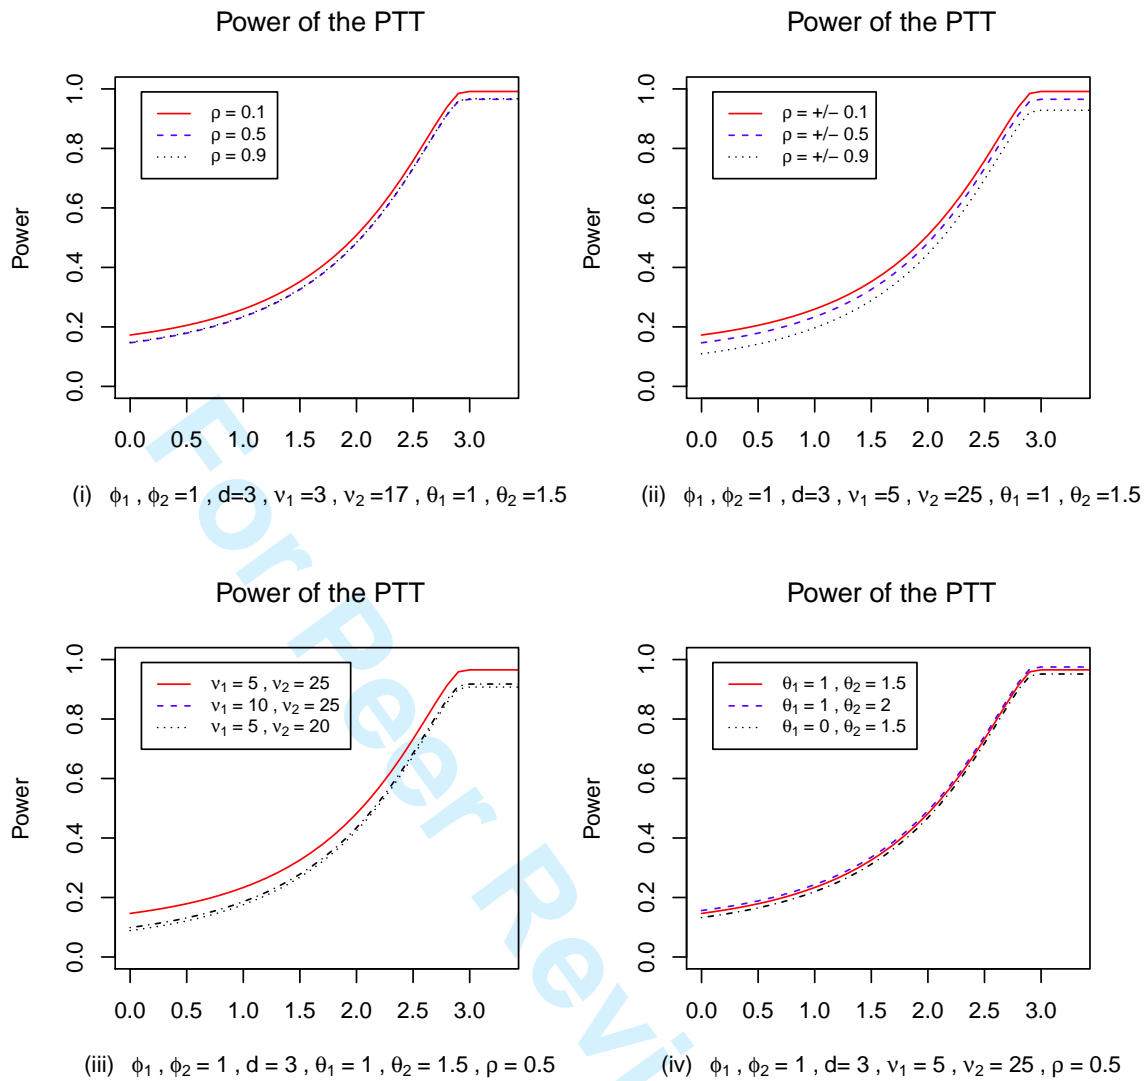 Power of the PTT
Power
1.0
0.8
0.6
0.4
0.2
0.0
ρ = 0.1
ρ = 0.5
ρ = 0.9
0.0 0.5 1.0 1.5 2.0 2.5 3.0
(i) ϕ₁ , ϕ₂ =1 , d=3 , ν₁ =3 , ν₂ =17 , θ₁ =1 , θ₂ =1.5
Power of the PTT
Power
1.0
0.8
0.6
0.4
0.2
0.0
ρ = +/− 0.1
ρ = +/− 0.5
ρ = +/− 0.9
0.0 0.5 1.0 1.5 2.0 2.5 3.0
(ii) ϕ₁ , ϕ₂ =1 , d=3 , ν₁ =5 , ν₂ =25 , θ₁ =1 , θ₂ =1.5
Power of the PTT
Power
1.0
0.8
0.6
0.4
0.2
0.0
ν₁ = 5 , ν₂ = 25
ν₁ = 10 , ν₂ = 25
ν₁ = 5 , ν₂ = 20
0.0 0.5 1.0 1.5 2.0 2.5 3.0
(iii) ϕ₁ , ϕ₂ = 1 , d = 3 , θ₁ = 1 , θ₂ = 1.5 , ρ = 0.5
Power of the PTT
Power
1.0
0.8
0.6
0.4
0.2
0.0
θ₁ = 1 , θ₂ = 1.5
θ₁ = 1 , θ₂ = 2
θ₁ = 0 , θ₂ = 1.5
0.0 0.5 1.0 1.5 2.0 2.5 3.0
(iv) ϕ₁ , ϕ₂ = 1 , d= 3 , ν₁ = 5 , ν₂ = 25 , ρ = 0.5
For Peer Revi